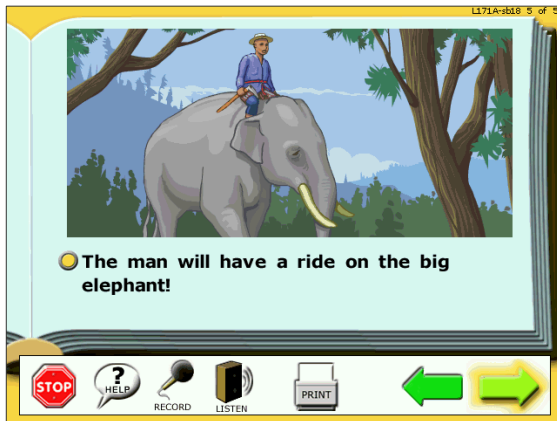 L171A-sb18 5 of 5
The man will have a ride on the big
elephant!
STOP
?
HELP
RECORD
LISTEN
PRINT